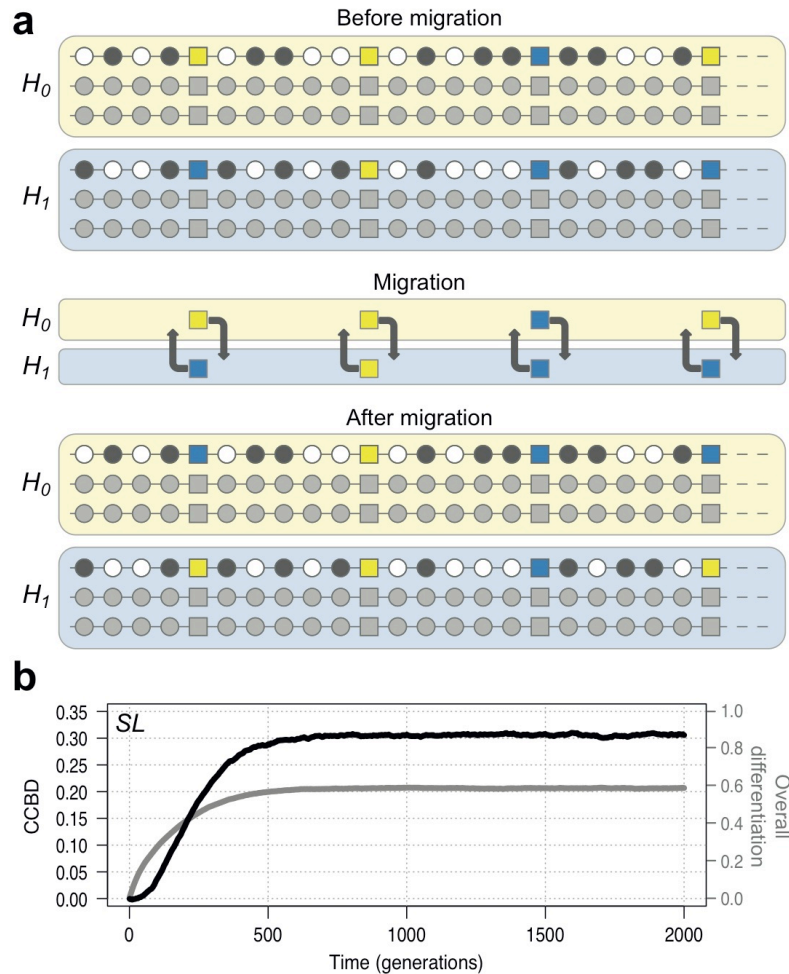 a
Before migration
H0
H1
Migration
H0
H1
After migration
H0
H1
b
SL
CCBD
0.35
0.30
0.25
0.20
0.15
0.10
0.05
0.00
1.0
0.8
0.6
0.4
0.2
0.0
Overall
differentiation
0 500 1000 1500 2000
Time (generations)